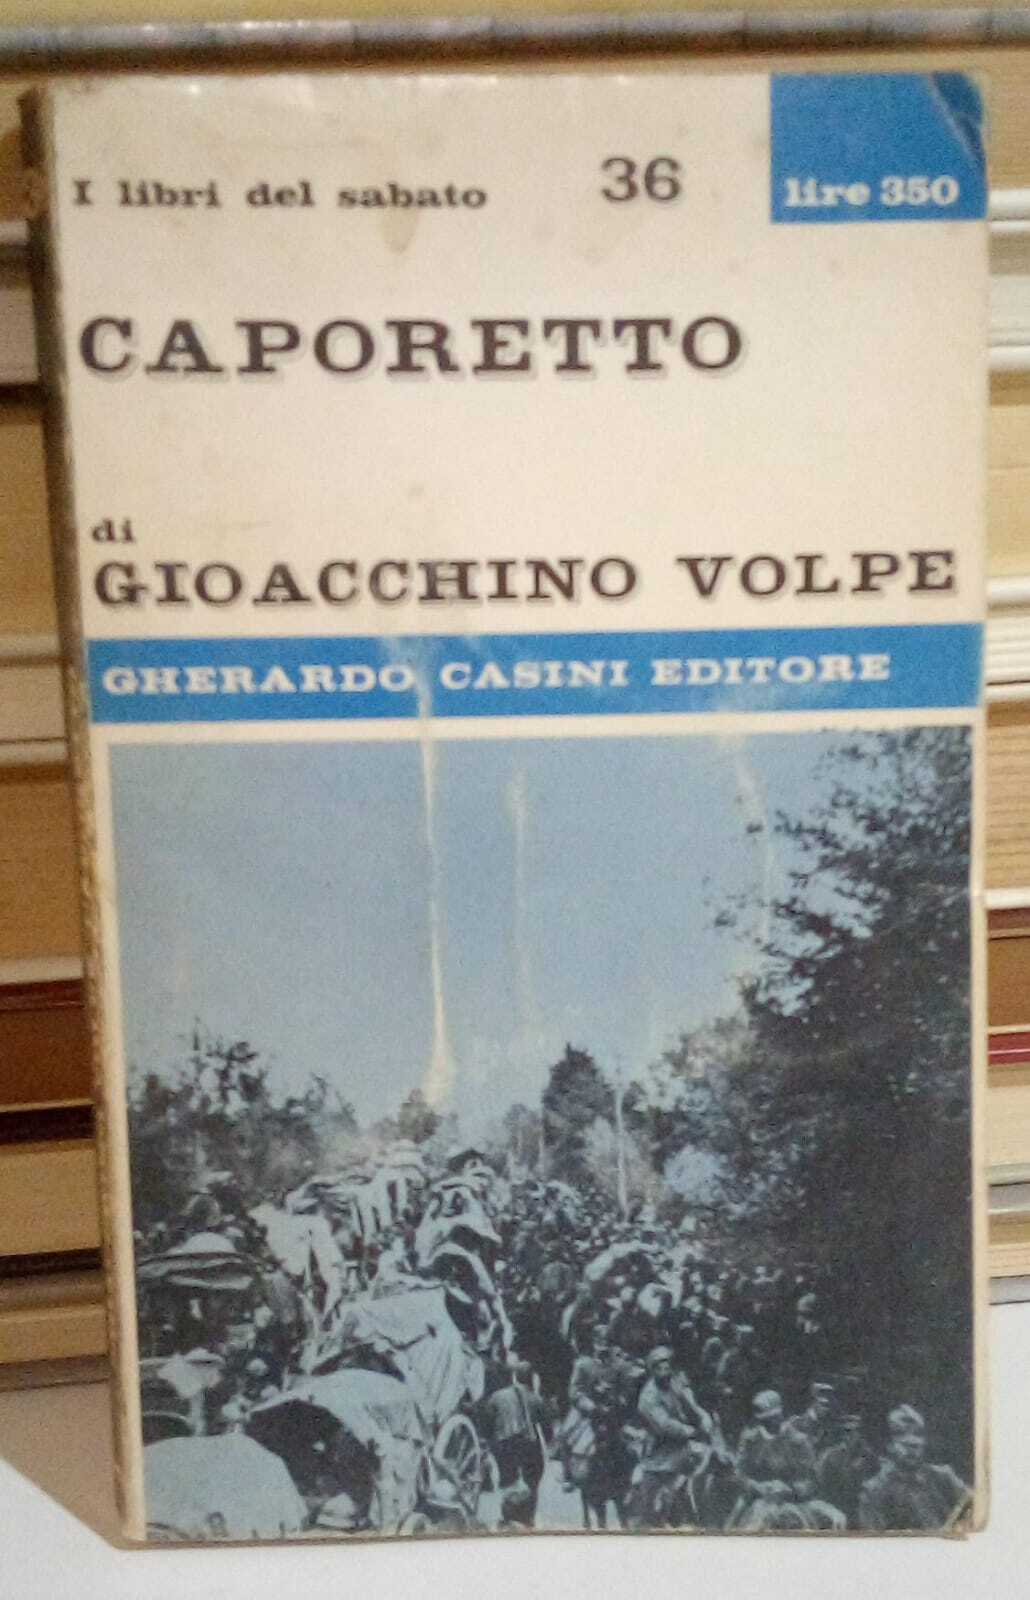 I libri del sabato 36 lire 350
CAPORETTO
di
GIOACCHINO VOLPE
GHERARDO CASINI EDITORE